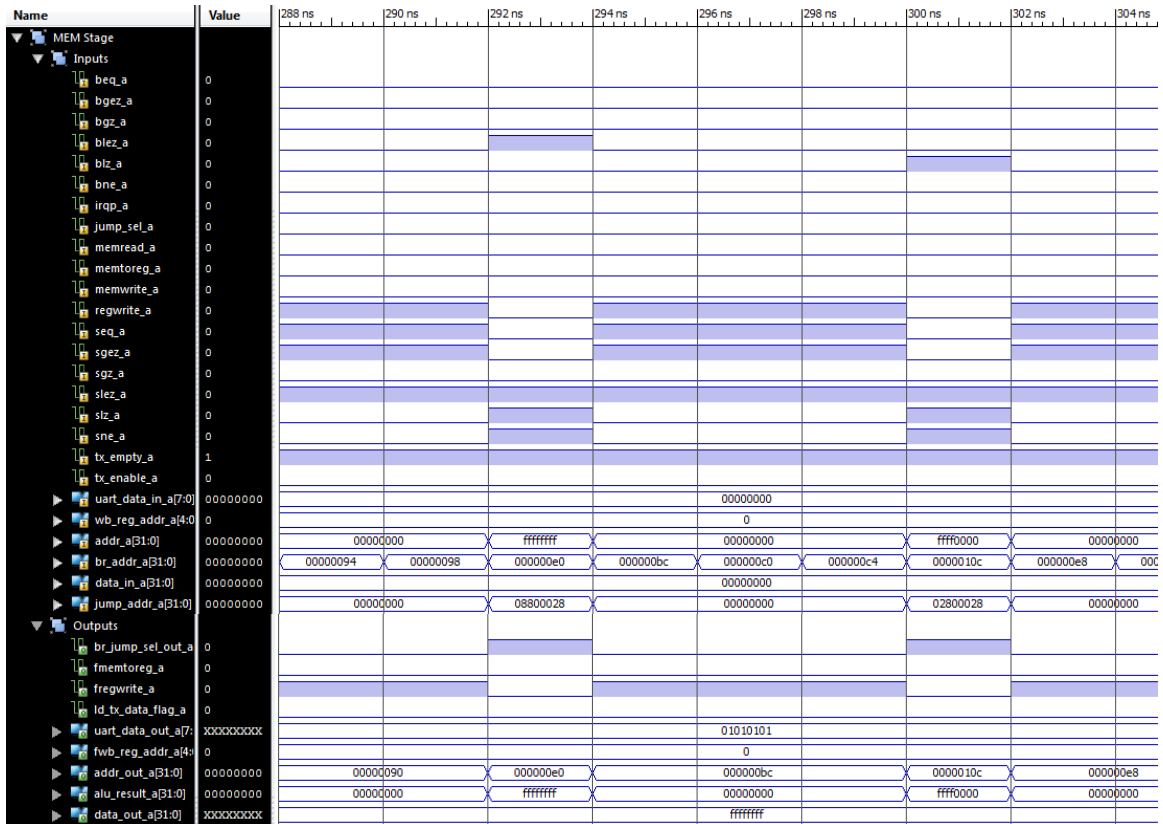 Name Value 288 ns 290 ns 292 ns 294 ns 296 ns 298 ns 300 ns 302 ns 304 ns
MEM Stage
Inputs
beq_a 0
bgez_a 0
bgz_a 0
blez_a 0
blz_a 0
bne_a 0
irqp_a 0
jump_sel_a 0
memread_a 0
memtoreg_a 0
memwrite_a 0
regwrite_a 0
seq_a 0
sgez_a 0
sgz_a 0
slez_a 0
slz_a 0
sne_a 0
tx_empty_a 1
tx_enable_a 0
uart_data_in_a[7:0] 00000000 00000000
wb_reg_addr_a[4:0 0 0
addr_a[31:0] 00000000 00000000 ffffffff 00000000 ffff0000 00000000
br_addr_a[31:0] 00000000 00000094 00000098 000000e0 000000bc 000000c0 000000c4 0000010c 000000e8 000
data_in_a[31:0] 00000000 00000000
jump_addr_a[31:0] 00000000 00000000 08800028 00000000 02800028 00000000
Outputs
br_jump_sel_out_a 0
fmemtoreg_a 0
fregwrite_a 0
ld_tx_data_flag_a 0
uart_data_out_a[7: XXXXXXXX 01010101
fwb_reg_addr_a[4: 0 0
addr_out_a[31:0] 00000000 00000090 000000e0 000000bc 0000010c 000000e8
alu_result_a[31:0] 00000000 00000000 ffffffff 00000000 ffff0000 00000000
data_out_a[31:0] XXXXXXXX ffffffff